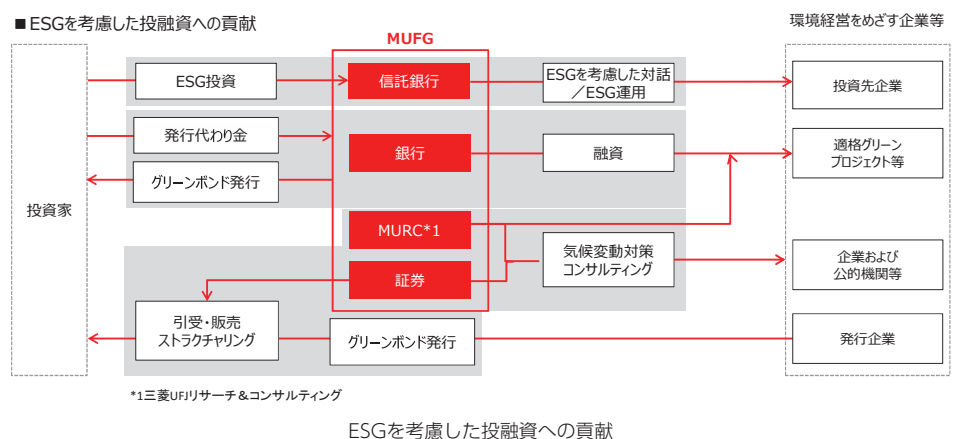 ■ESGを考慮した投融資への貢献
環境経営をめざす企業等
MUFG
投資家
ESG投資
信託銀行
ESGを考慮した対話
／ESG運用
投資先企業
発行代わり金
銀行
融資
適格グリーン
プロジェクト等
グリーンボンド発行
MURC*1
証券
気候変動対策
コンサルティング
企業および
公的機関等
引受・販売
ストラクチャリング
グリーンボンド発行
発行企業
*1三菱UFJリサーチ＆コンサルティング
ESGを考慮した投融資への貢献